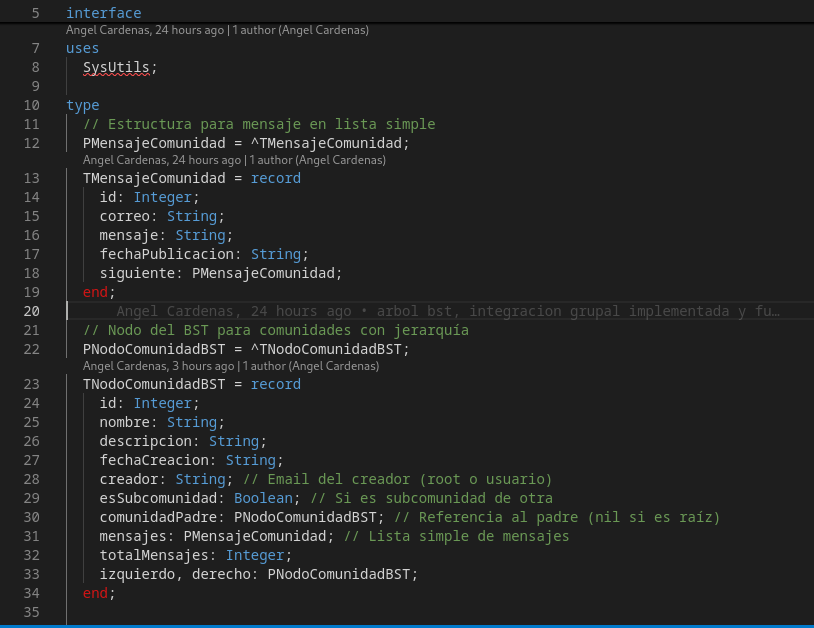 5 interface
Angel Cardenas, 24 hours ago | 1 author (Angel Cardenas)
7 uses
8 SysUtils;
9
10 type
11 // Estructura para mensaje en lista simple
12 PMensajeComunidad = ^TMensajeComunidad;
Angel Cardenas, 24 hours ago | 1 author (Angel Cardenas)
13 TMensajeComunidad = record
14 id: Integer;
15 correo: String;
16 mensaje: String;
17 fechaPublicacion: String;
18 siguiente: PMensajeComunidad;
19 end;
20 Angel Cardenas, 24 hours ago • arbol bst, integracion grupal implementada y fu…
21 // Nodo del BST para comunidades con jerarquía
22 PNodoComunidadBST = ^TNodoComunidadBST;
Angel Cardenas, 3 hours ago | 1 author (Angel Cardenas)
23 TNodoComunidadBST = record
24 id: Integer;
25 nombre: String;
26 descripcion: String;
27 fechaCreacion: String;
28 creador: String; // Email del creador (root o usuario)
29 esSubcomunidad: Boolean; // Si es subcomunidad de otra
30 comunidadPadre: PNodoComunidadBST; // Referencia al padre (nil si es raíz)
31 mensajes: PMensajeComunidad; // Lista simple de mensajes
32 totalMensajes: Integer;
33 izquierdo, derecho: PNodoComunidadBST;
34 end;
35